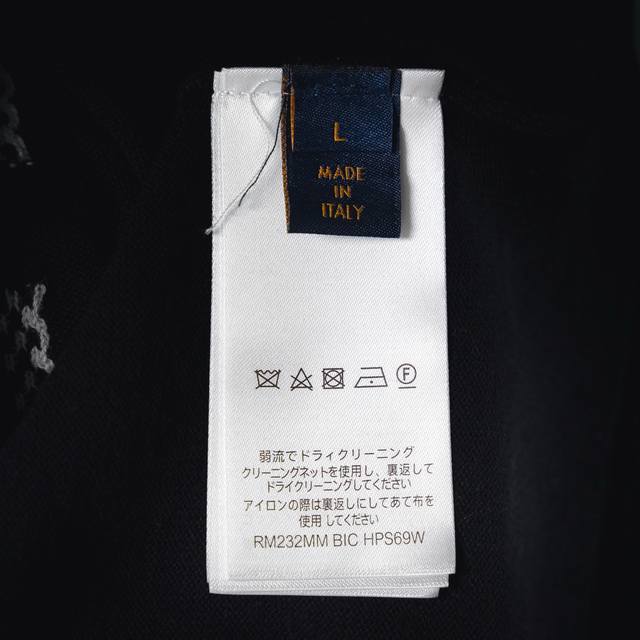 L
MADE
IN
ITALY
F
弱流でドライクリーニング
クリーニングネットを使用し、裏返して
ドライクリーニングしてください
アイロンの際は裏返しにしてあて布を
使用 してください
RM232MM BIC HPS69W